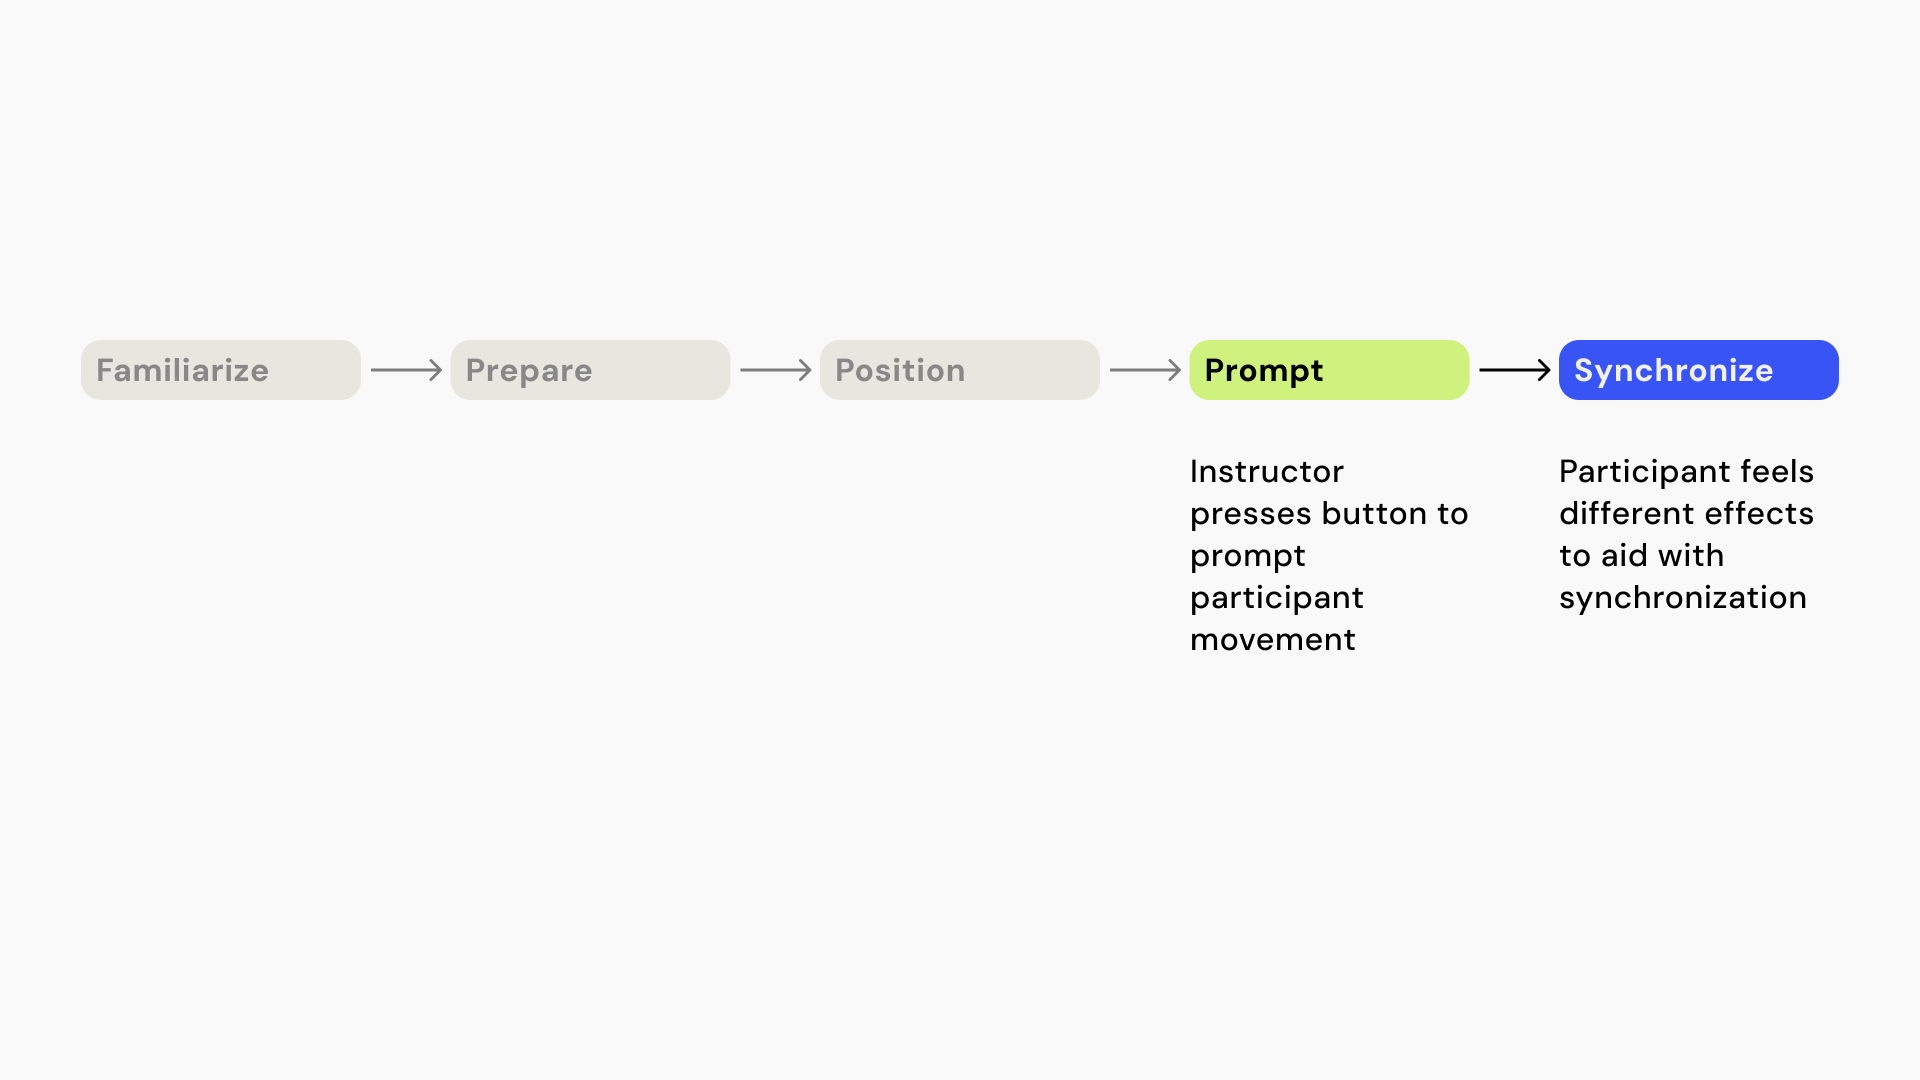 Familiarize
Prepare
Position
Prompt
Synchronize
Instructor
presses button to
prompt
participant
movement
Participant feels
different effects
to aid with
synchronization